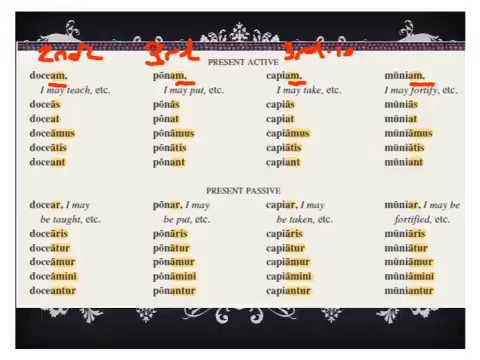 2nd 3rd 3rd-io
PRESENT ACTIVE
doceam, pōnam, capiam, mūniam,
I may teach, etc. I may put, etc. I may take, etc. I may fortify, etc.
doceās pōnās capiās mūniās
doceat pōnat capiat mūniat
doceāmus pōnāmus capiāmus mūniāmus
doceātis pōnātis capiātis mūniātis
doceant pōnant capiant mūniant
PRESENT PASSIVE
docear, I may pōnar, I may capiar, I may mūniar, I may be
be taught, etc. be put, etc. be taken, etc. fortified, etc.
doceāris pōnāris capiāris mūniāris
doceātur pōnātur capiātur mūniātur
doceāmur pōnāmur capiāmur mūniāmur
doceāmini pōnāmini capiāmini mūniāmini
doceantur pōnantur capiantur mūniantur